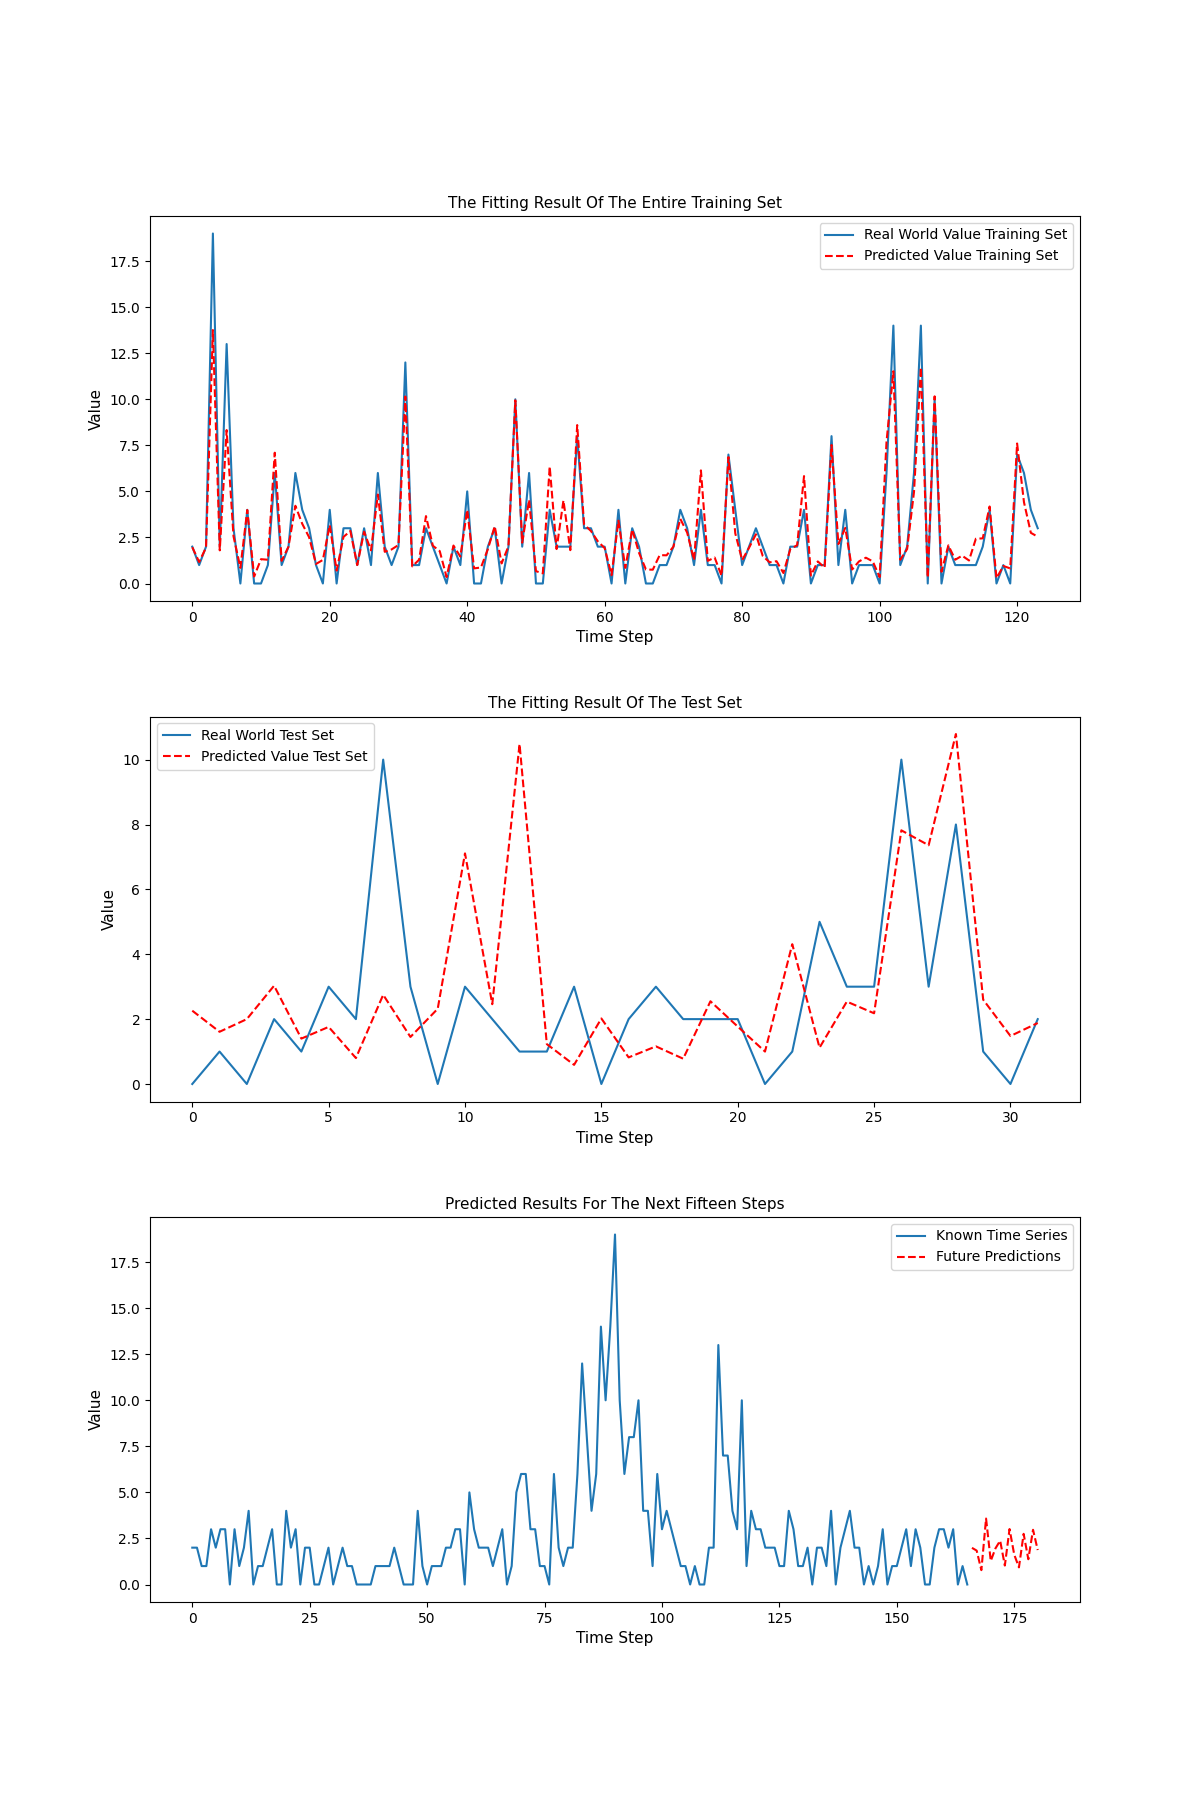 The Fitting Result Of The Entire Training Set
Real World Value Training Set
Predicted Value Training Set
Value
17.5
15.0
12.5
10.0
7.5
5.0
2.5
0.0
0 20 40 60 80 100 120
Time Step
The Fitting Result Of The Test Set
Real World Test Set
Predicted Value Test Set
Value
10
8
6
4
2
0
0 5 10 15 20 25 30
Time Step
Predicted Results For The Next Fifteen Steps
Known Time Series
Future Predictions
Value
17.5
15.0
12.5
10.0
7.5
5.0
2.5
0.0
0 25 50 75 100 125 150 175
Time Step